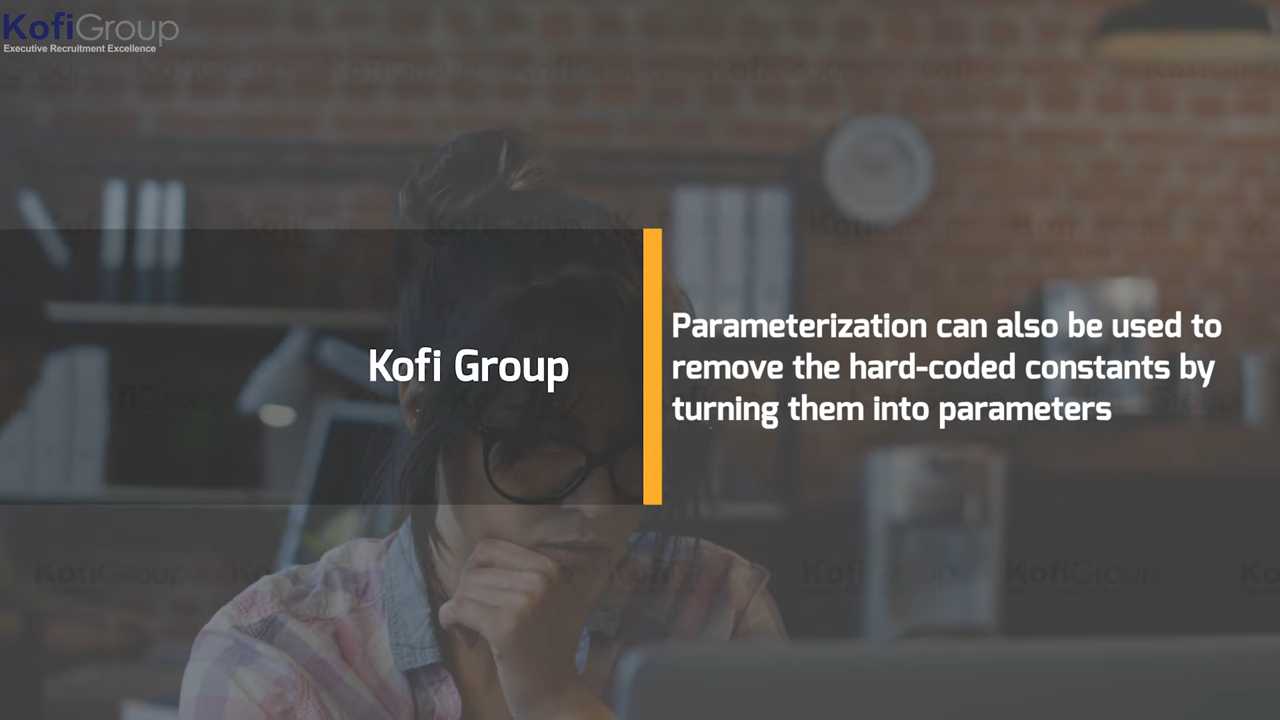 KofiGroup
Executive Recruitment Excellence
Kofi Group
Parameterization can also be used to
remove the hard-coded constants by
turning them into parameters